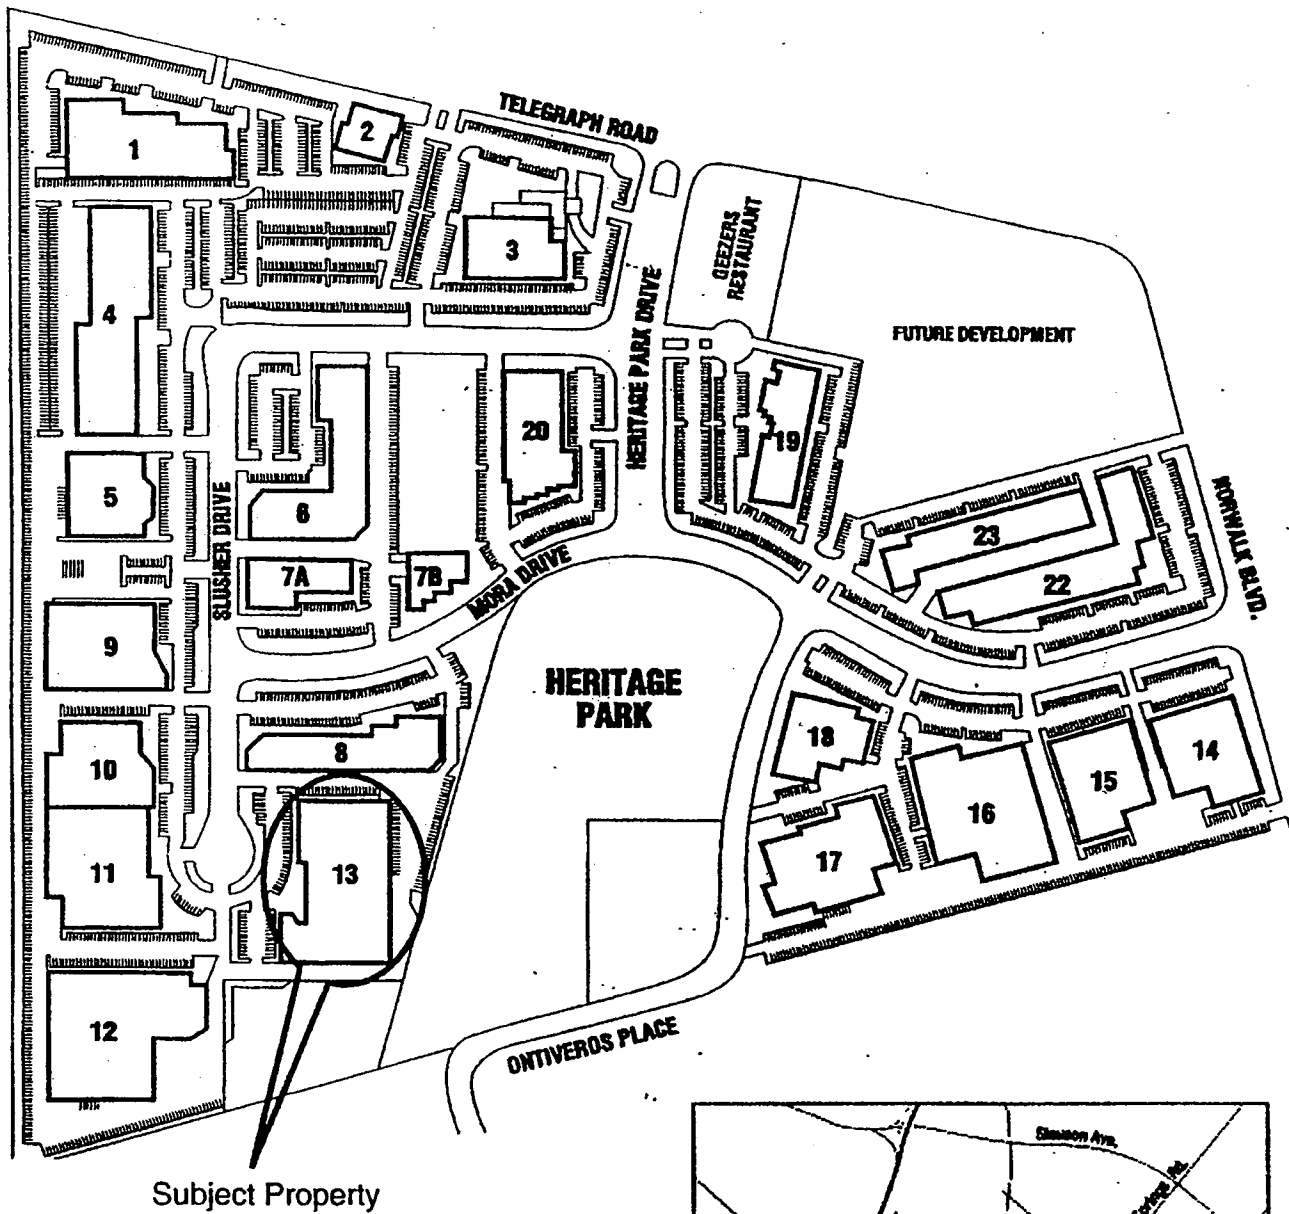 TELEGRAPH ROAD
1
2
3
GEEZERS
RESTAURANT
4
HERITAGE PARK DRIVE
FUTURE DEVELOPMENT
20
19
5
6
SLUSHER DRIVE
NORWALK BLVD.
23
22
7A
7B
MORA DRIVE
9
HERITAGE
PARK
8
18
10
14
15
16
11
13
17
12
ONTIVEROS PLACE
Slauson Ave.
Springs Rd.
Subject Property